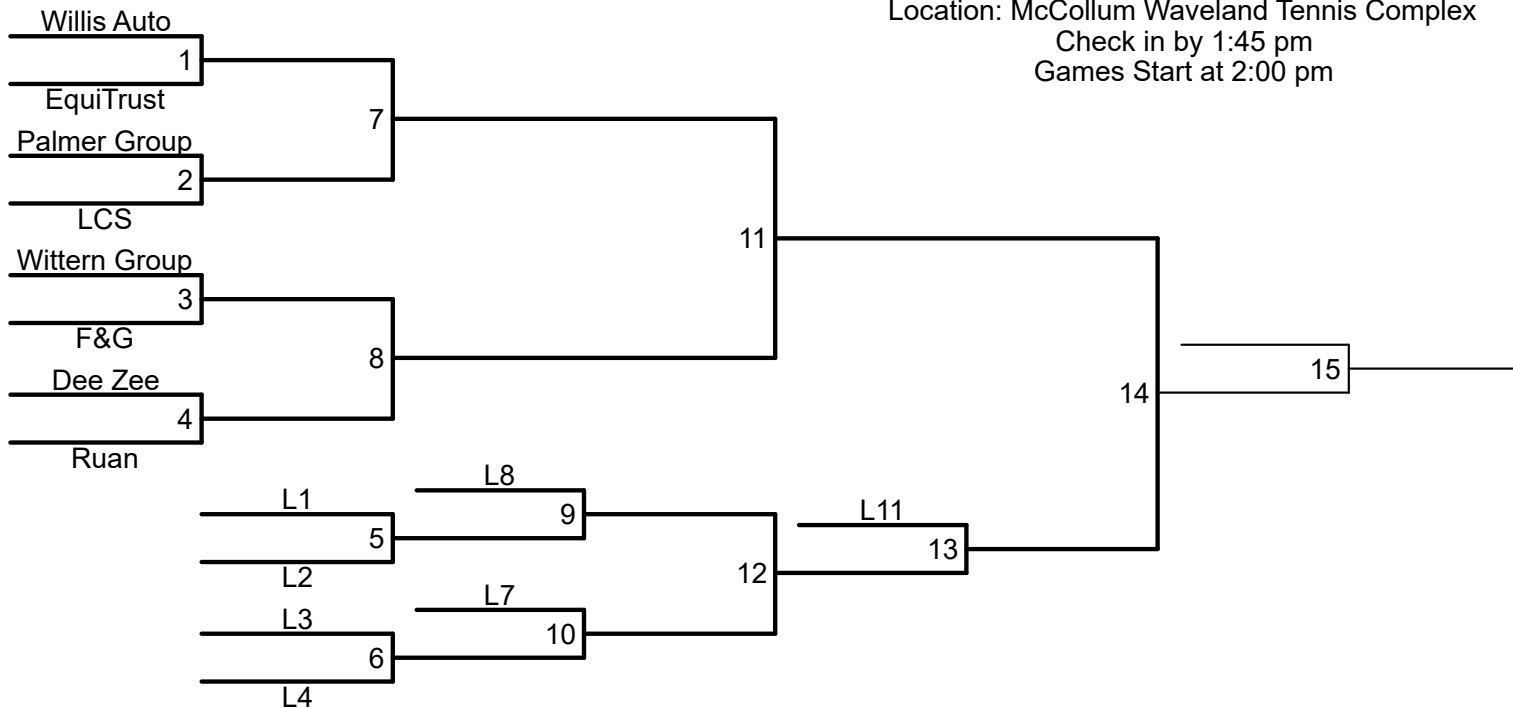 Location: McCollum Waveland Tennis Complex
Check in by 1:45 pm
Games Start at 2:00 pm
Willis Auto
1
EquiTrust
7
Palmer Group
2
LCS
11
Wittern Group
3
F&G
8
Dee Zee
4
Ruan
14
15
L8
L1
9
L11
5
13
L2
12
L7
L3
10
6
L4